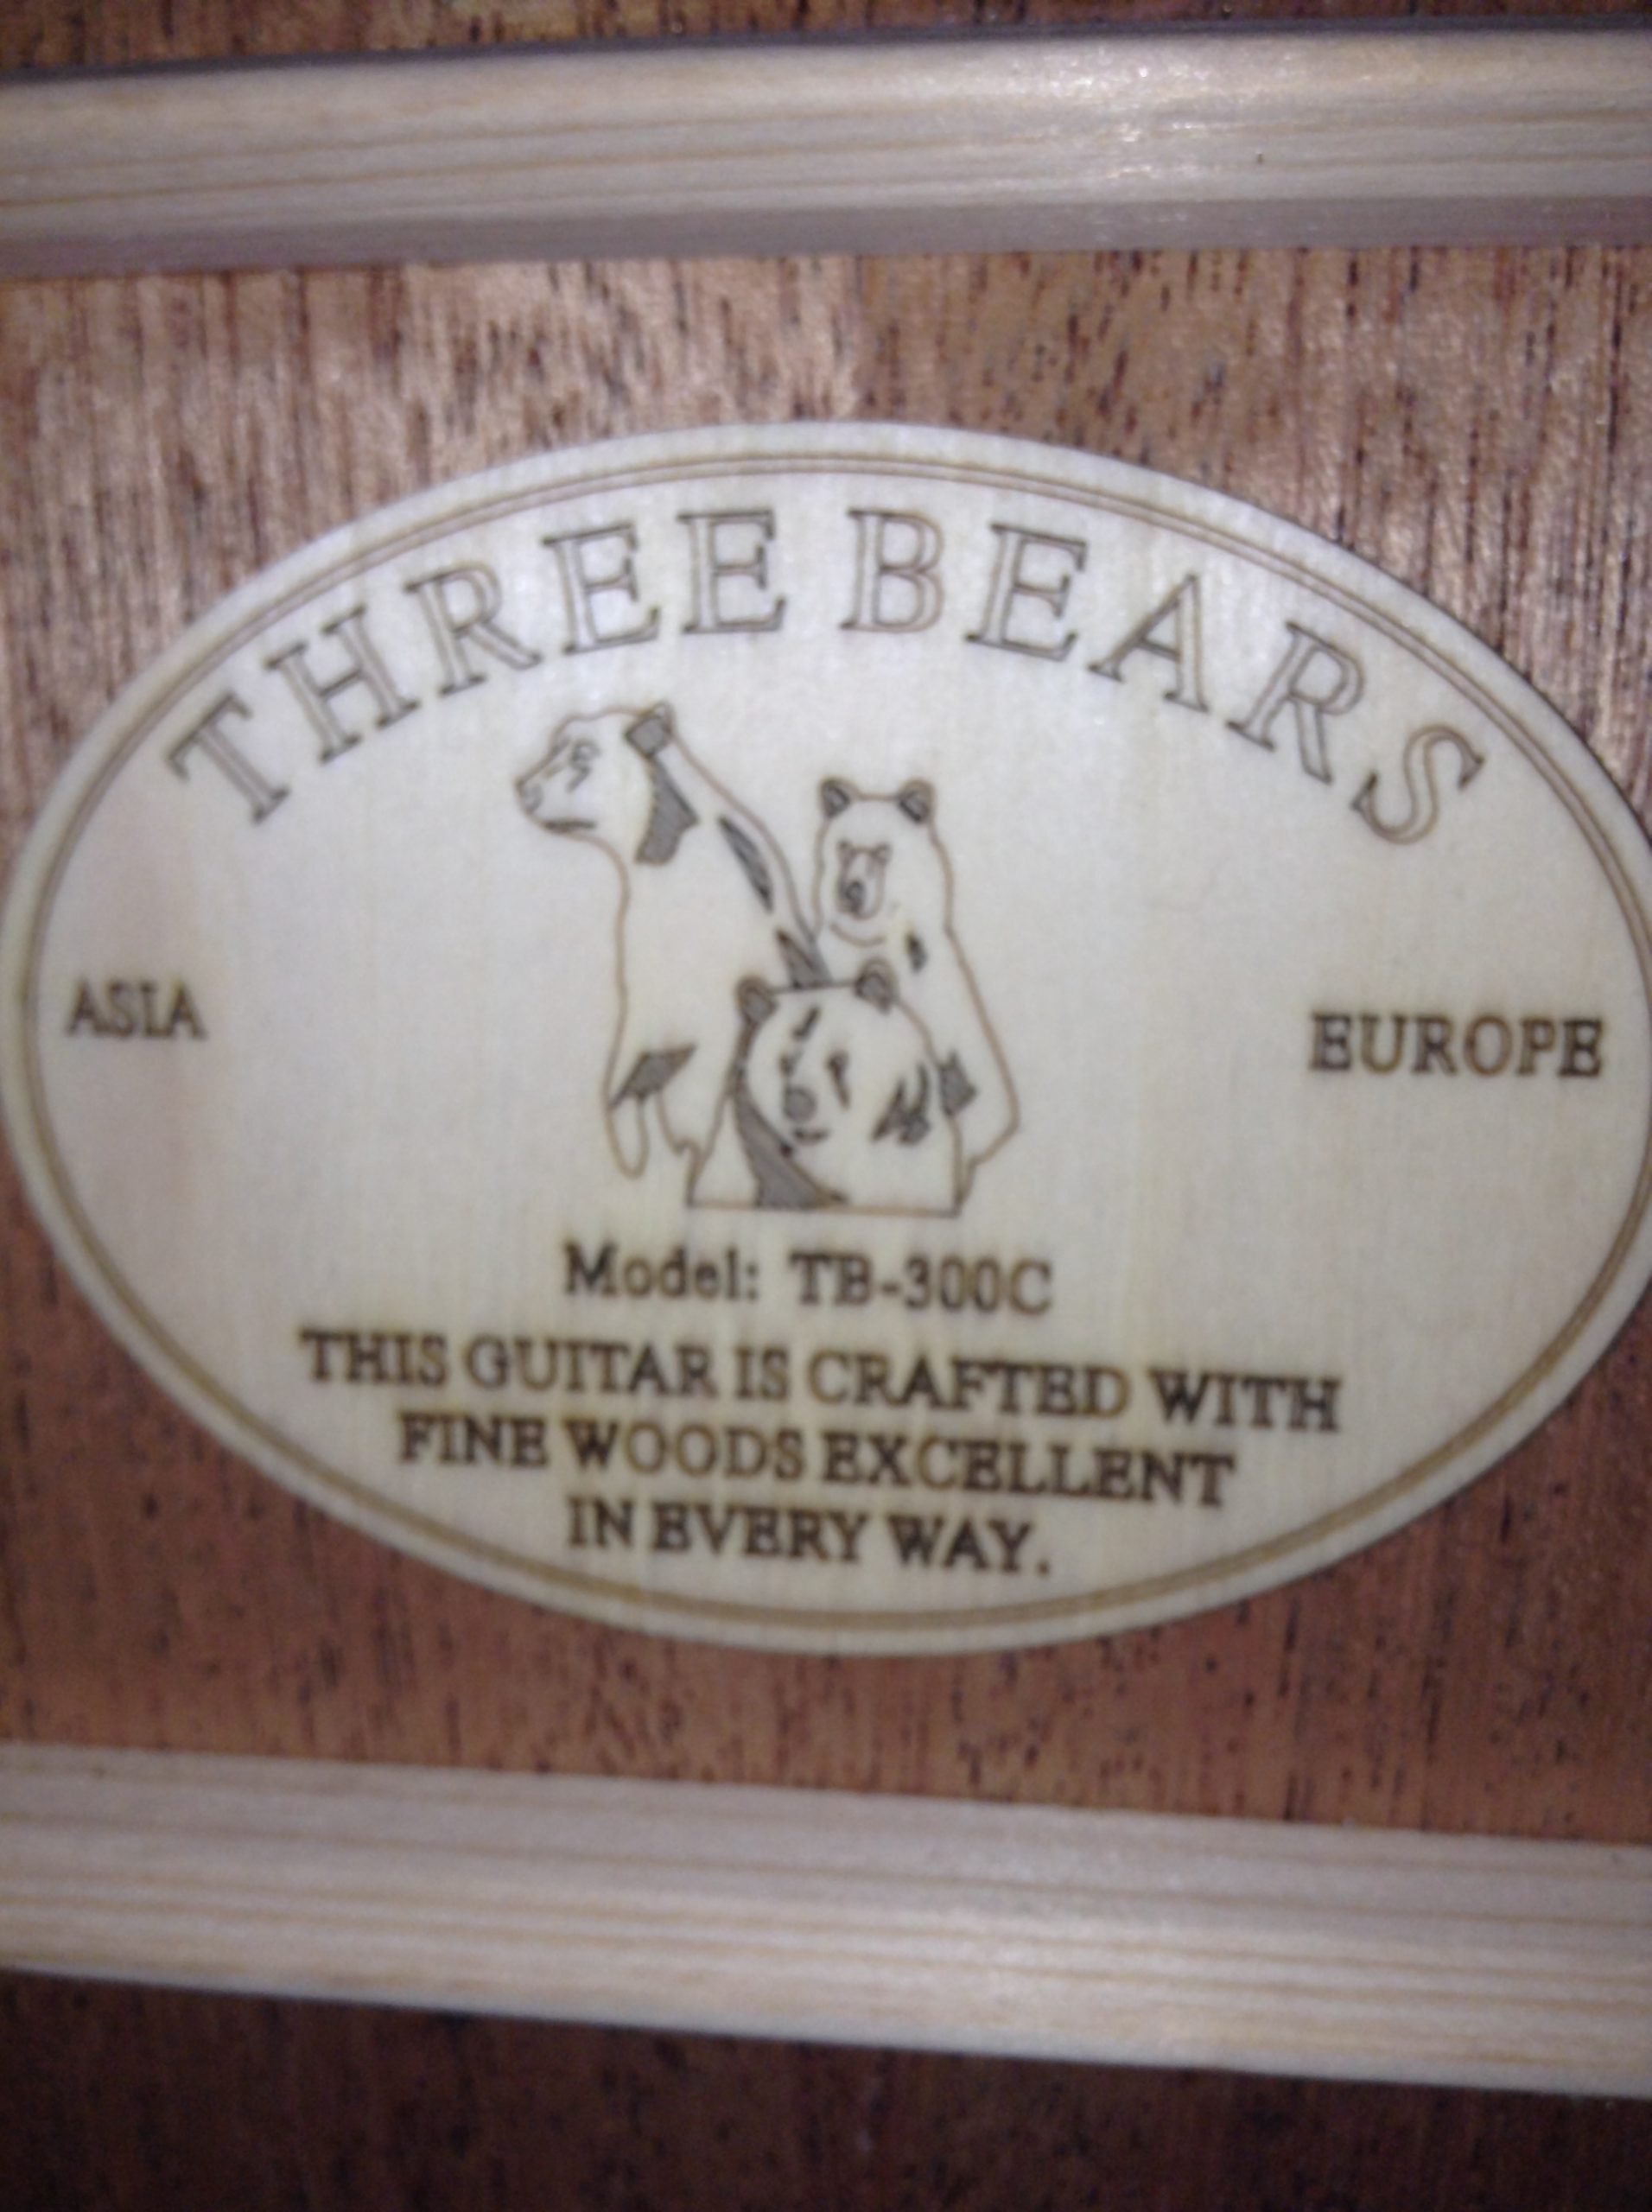 THREE BEARS
ASIA
EUROPE
Model: TB-300C
THIS GUITAR IS CRAFTED WITH
FINE WOODS EXCELLENT
IN EVERY WAY.